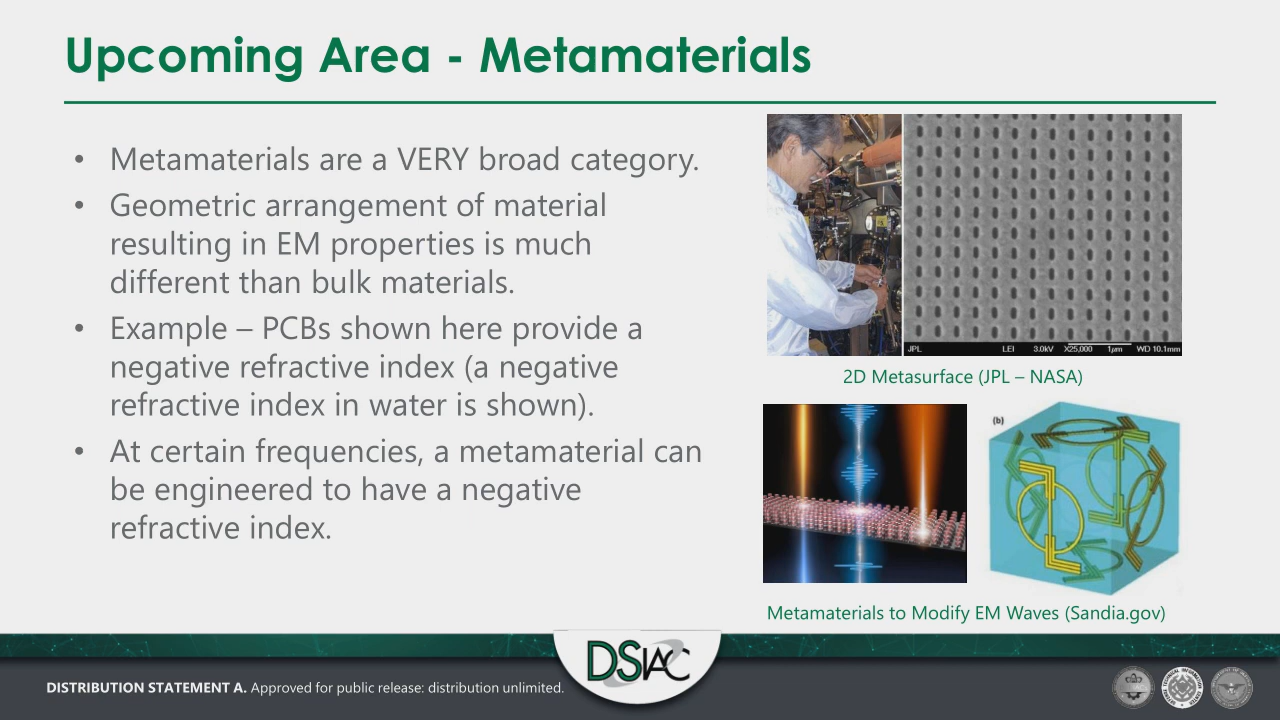 Upcoming Area - Metamaterials
• Metamaterials are a VERY broad category.
• Geometric arrangement of material
resulting in EM properties is much
different than bulk materials.
• Example – PCBs shown here provide a
negative refractive index (a negative
refractive index in water is shown).
• At certain frequencies, a metamaterial can
be engineered to have a negative
refractive index.
JPL LEI 3.0kV X25,000 1μm WD 10.1mm
2D Metasurface (JPL – NASA)
(b)
Metamaterials to Modify EM Waves (Sandia.gov)
DSIAC
DISTRIBUTION STATEMENT A. Approved for public release: distribution unlimited.